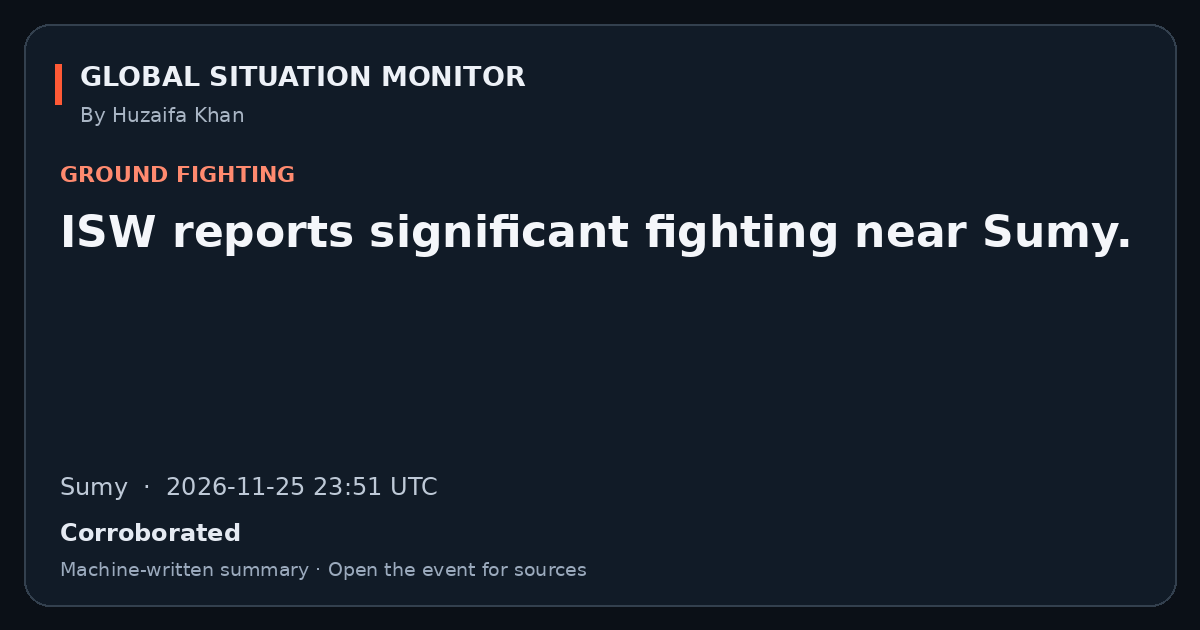 GLOBAL SITUATION MONITOR
By Huzaifa Khan
GROUND FIGHTING
ISW reports significant fighting near Sumy.
Sumy · 2026-11-25 23:51 UTC
Corroborated
Machine-written summary · Open the event for sources